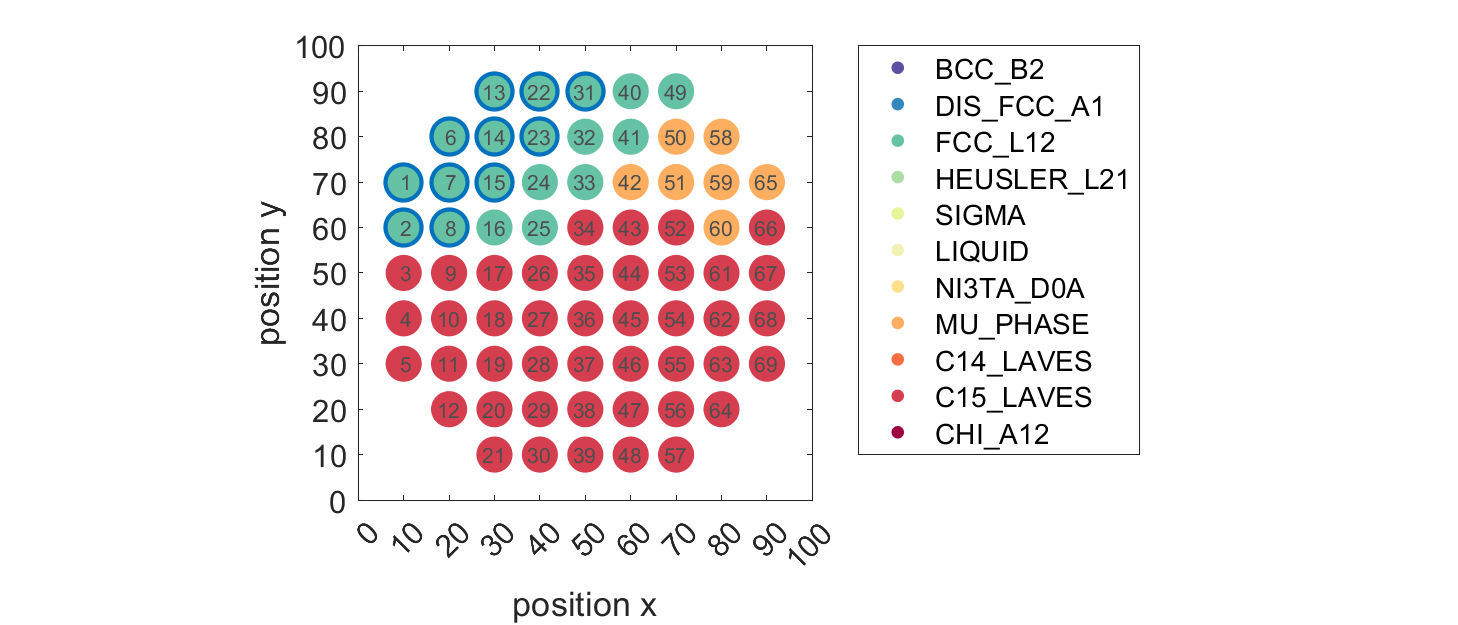 100
90 13 22 31 40 49
80 6 14 23 32 41 50 58
70 1 7 15 24 33 42 51 59 65
60 2 8 16 25 34 43 52 60 66
50 3 9 17 26 35 44 53 61 67
40 4 10 18 27 36 45 54 62 68
30 5 11 19 28 37 46 55 63 69
20 12 20 29 38 47 56 64
10 21 30 39 48 57
0
position y
0 10 20 30 40 50 60 70 80 90 100
position x
BCC_B2
DIS_FCC_A1
FCC_L12
HEUSLER_L21
SIGMA
LIQUID
NI3TA_D0A
MU_PHASE
C14_LAVES
C15_LAVES
CHI_A12